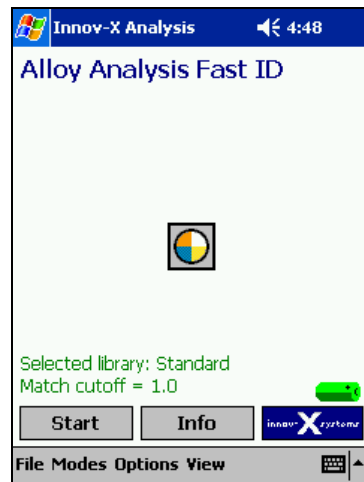 Innov-X Analysis 4:48
Alloy Analysis Fast ID
Selected library: Standard
Match cutoff = 1.0
Start Info innov-X systems
File Modes Options View